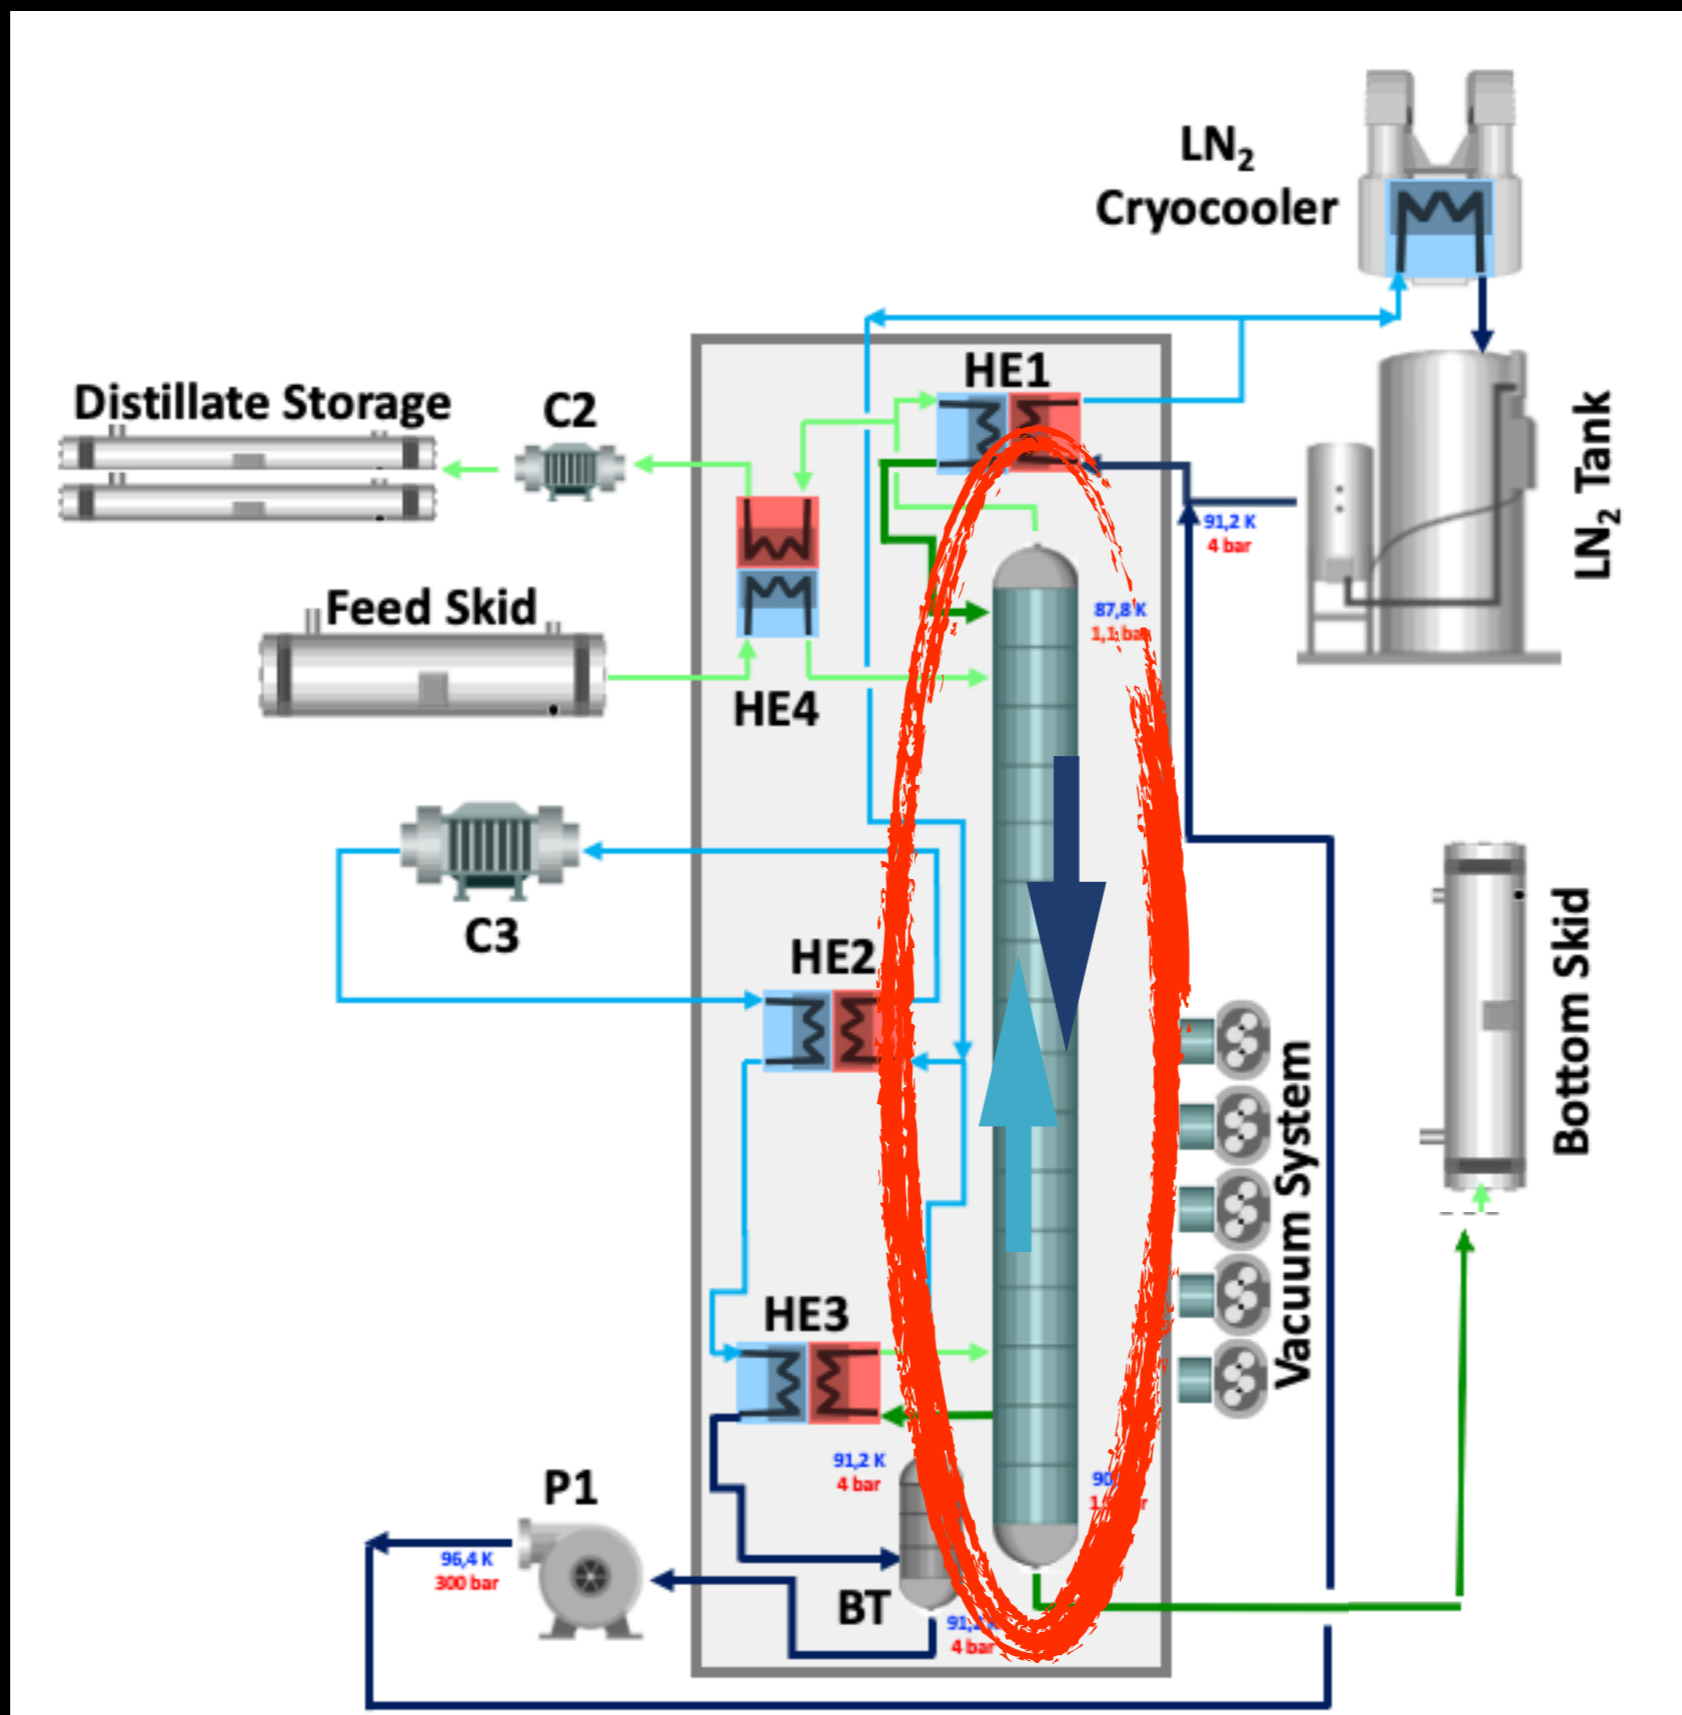 LN2
Cryocooler
HE1
Distillate Storage
C2
LN2 Tank
91,2 K
4 bar
Feed Skid
87,8 K
HE4
C3
Bottom Skid
HE2
Vacuum System
HE3
91,2 K
4 bar
P1
96,4 K
300 bar
BT
4 bar